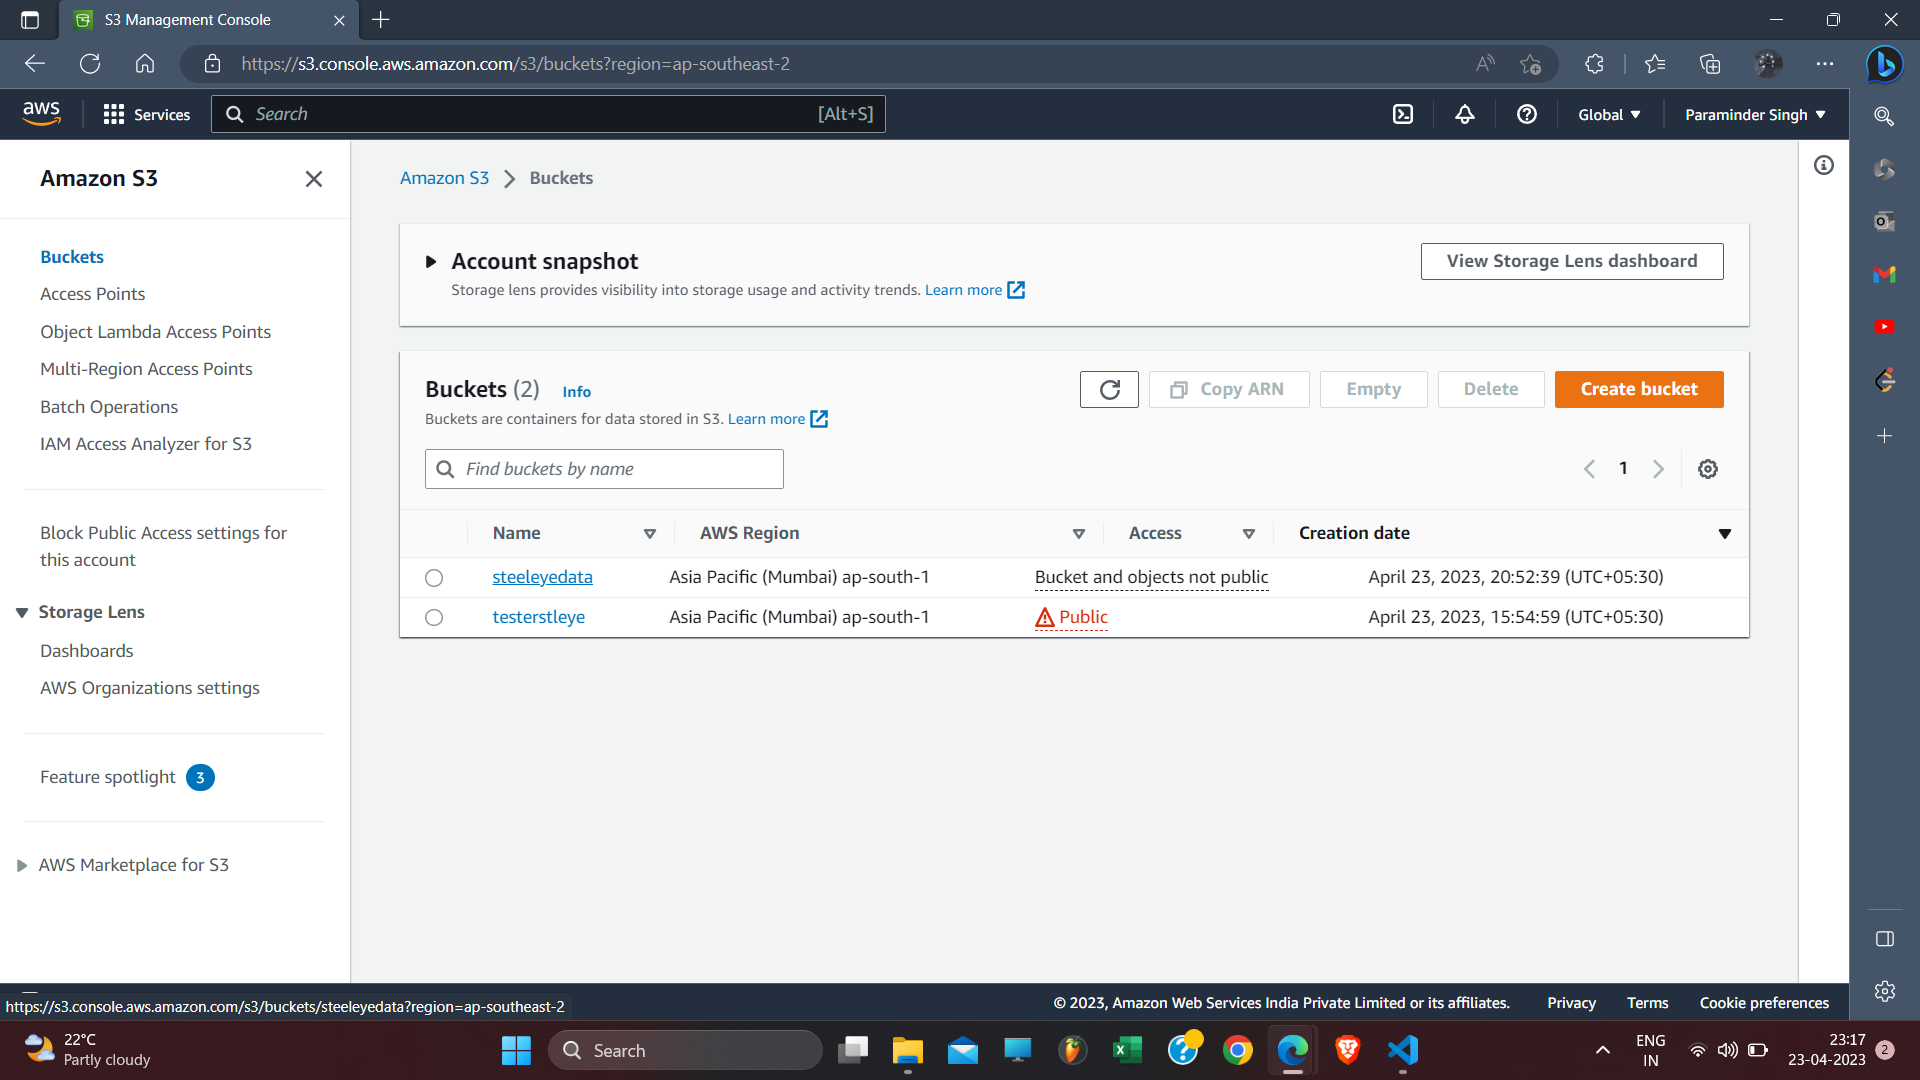 S3 Management Console
https://s3.console.aws.amazon.com/s3/buckets?region=ap-southeast-2
aws
Services
Search
[Alt+S]
Global
Paraminder Singh
Amazon S3
Buckets
Access Points
Object Lambda Access Points
Multi-Region Access Points
Batch Operations
IAM Access Analyzer for S3
Block Public Access settings for
this account
Storage Lens
Dashboards
AWS Organizations settings
Feature spotlight 3
AWS Marketplace for S3
Amazon S3 > Buckets
Account snapshot
Storage lens provides visibility into storage usage and activity trends. Learn more
View Storage Lens dashboard
Buckets (2) Info
Buckets are containers for data stored in S3. Learn more
Copy ARN
Empty
Delete
Create bucket
Find buckets by name
1
Name AWS Region Access Creation date
steeleyedata Asia Pacific (Mumbai) ap-south-1 Bucket and objects not public April 23, 2023, 20:52:39 (UTC+05:30)
testerstleye Asia Pacific (Mumbai) ap-south-1 Public April 23, 2023, 15:54:59 (UTC+05:30)
https://s3.console.aws.amazon.com/s3/buckets/steeleyedata?region=ap-southeast-2
© 2023, Amazon Web Services India Private Limited or its affiliates. Privacy Terms Cookie preferences
22°C
Partly cloudy
Search
ENG
IN
23:17
23-04-2023
2